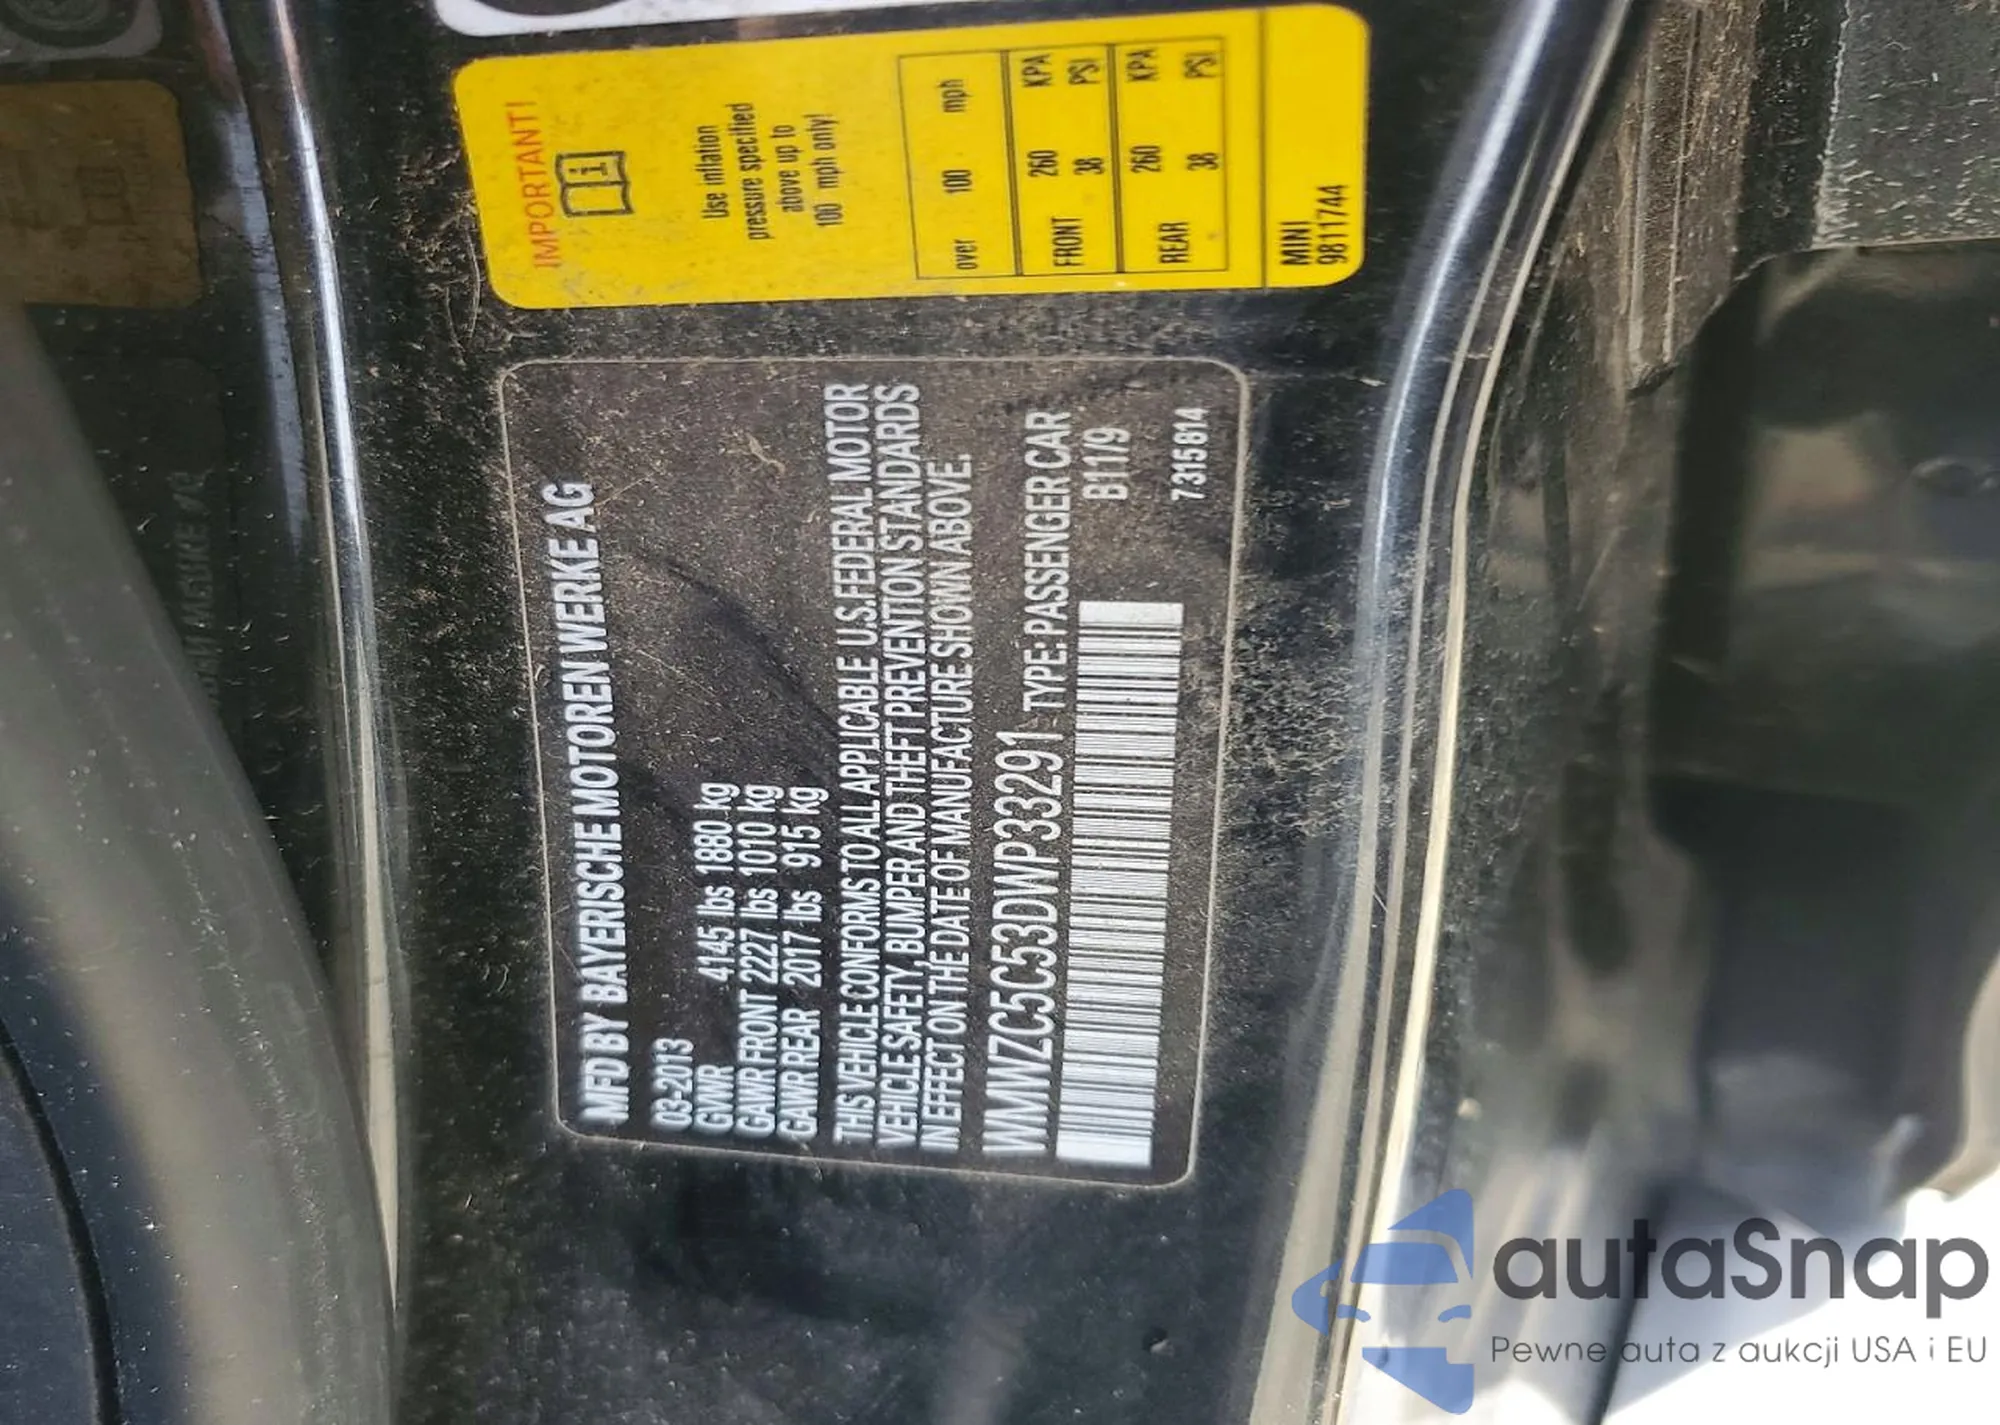 IMPORTANT!
Use inflation
pressure specified
above up to
100 mph only!
over 100 mph
FRONT 260 KPA
38 PSI
REAR 260 KPA
38 PSI
MINI
9811744
MFD BY BAYERISCHE MOTOREN WERKE AG
03-2013
GVWR 4145 lbs 1880 kg
GAWR FRONT 2227 lbs 1010 kg
GAWR REAR 2017 lbs 915 kg
THIS VEHICLE CONFORMS TO ALL APPLICABLE U.S.FEDERAL MOTOR
VEHICLE SAFETY, BUMPER AND THEFT PREVENTION STANDARDS
IN EFFECT ON THE DATE OF MANUFACTURE SHOWN ABOVE.
WMWZC5C53DWP33291 TYPE: PASSENGER CAR
B11/9
7315814
autaSnap
Pewne auta z aukcji USA i EU